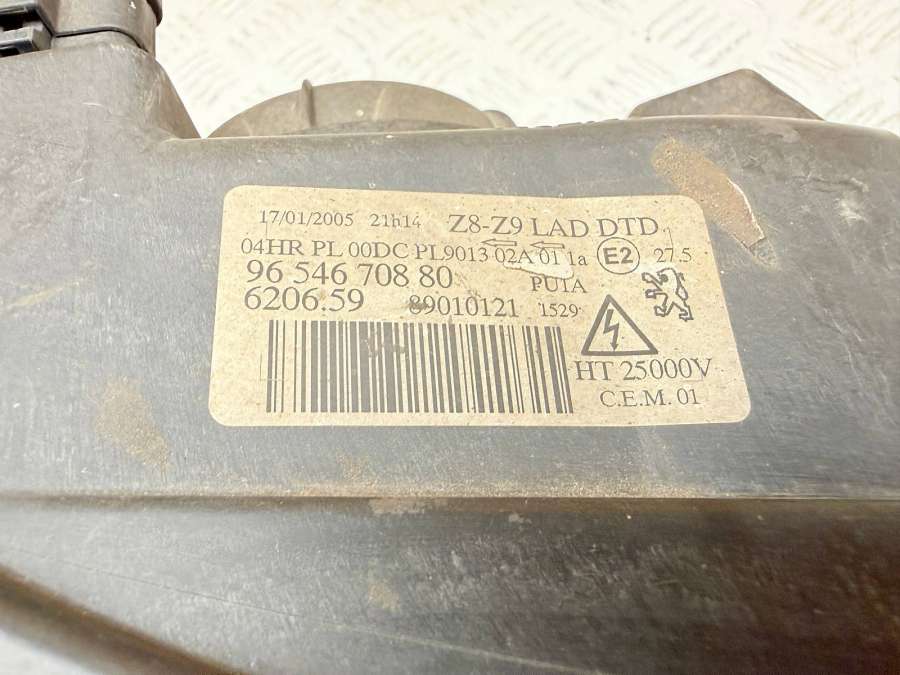 17/01/2005 21h14 Z8-Z9 LAD DTD
04HR PL 00DC PL9013 02A 01 1a E2 27.5
96 546 708 80 PU1A
6206.59 89010121 1529
HT 25000V
C.E.M. 01